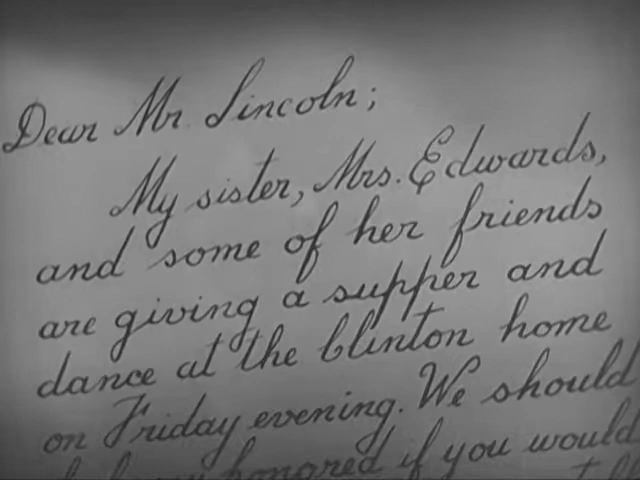 Dear Mr. Lincoln;
My sister, Mrs. Edwards,
and some of her friends
are giving a supper and
dance at the Clinton home
on Friday evening. We should
honored if you would